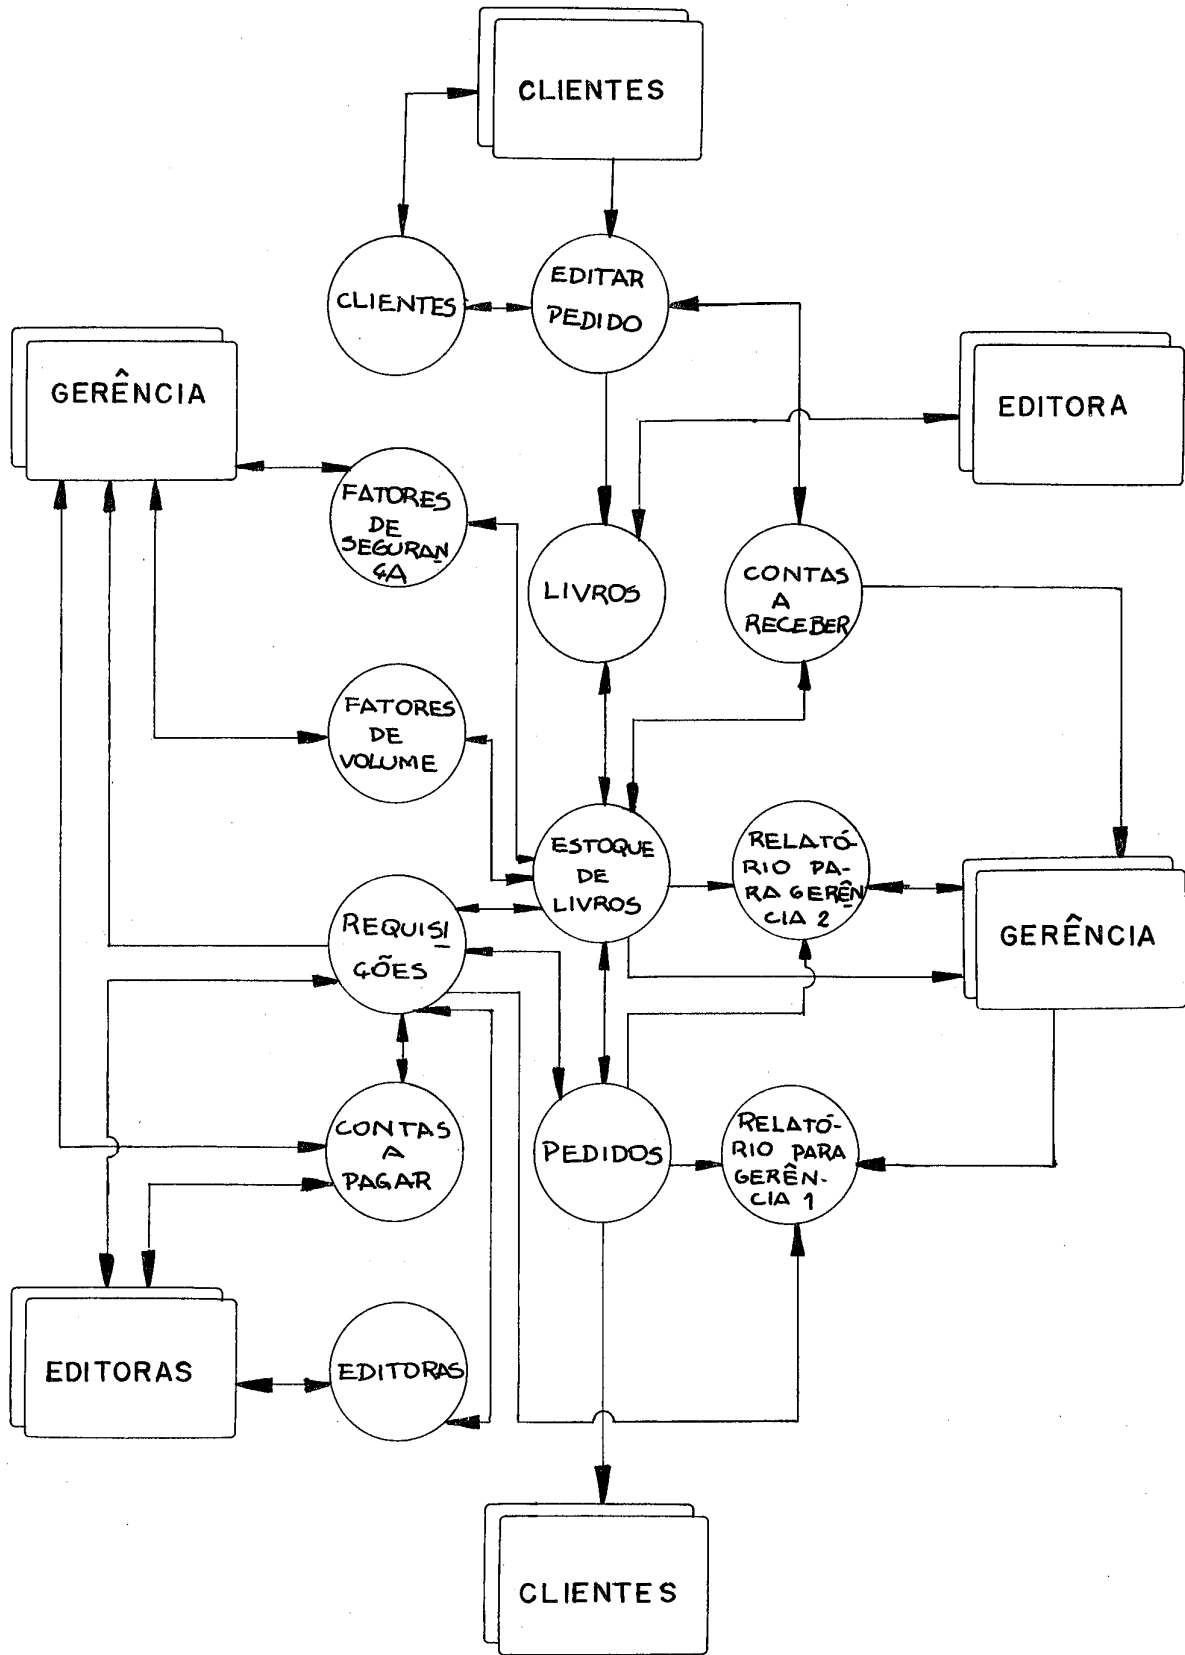 CLIENTES
CLIENTES
EDITAR
PEDIDO
GERÊNCIA
EDITORA
FATORES
DE
SEGURAN
ÇA
LIVROS
CONTAS
A
RECEBER
FATORES
DE
VOLUME
ESTOQUE
DE
LIVROS
RELATÓ-
RIO PA-
RA GERÊN
CIA 2
REQUISI
ÇÕES
GERÊNCIA
CONTAS
A
PAGAR
PEDIDOS
RELATÓ-
RIO PARA
GERÊN-
CIA 1
EDITORAS
EDITORAS
CLIENTES